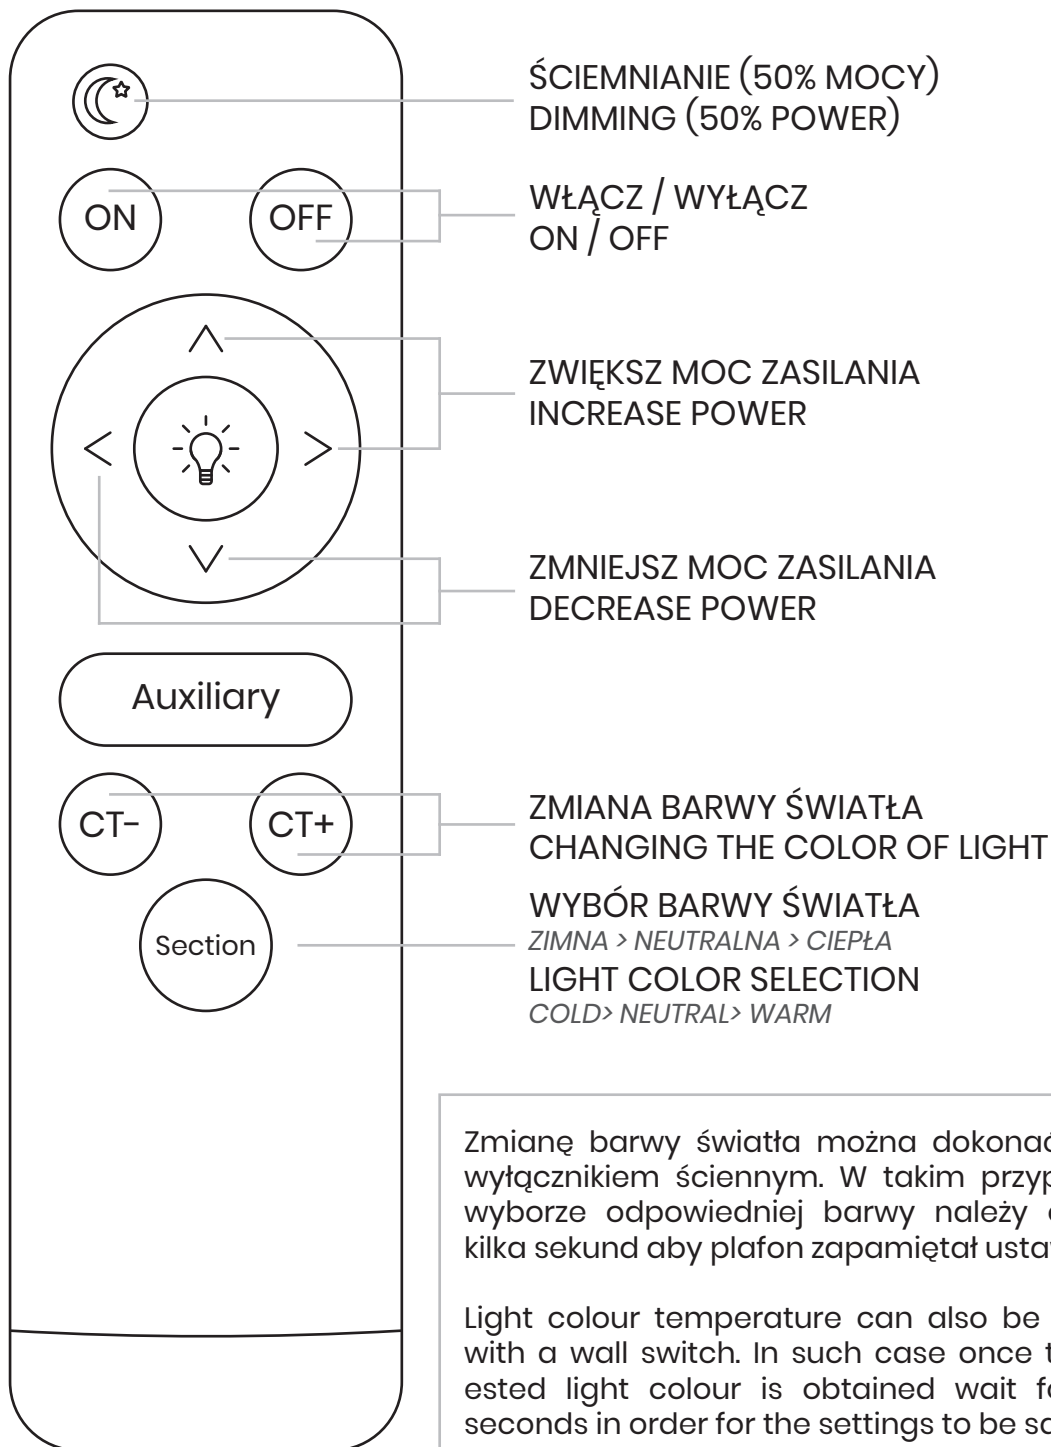 ŚCIEMNIANIE (50% MOCY)
DIMMING (50% POWER)
ON
OFF
WŁĄCZ / WYŁĄCZ
ON / OFF
ZWIĘKSZ MOC ZASILANIA
INCREASE POWER
ZMNIEJSZ MOC ZASILANIA
DECREASE POWER
Auxiliary
CT-
CT+
ZMIANA BARWY ŚWIATŁA
CHANGING THE COLOR OF LIGHT
Section
WYBÓR BARWY ŚWIATŁA
ZIMNA > NEUTRALNA > CIEPŁA
LIGHT COLOR SELECTION
COLD> NEUTRAL> WARM
Zmianę barwy światła można dokonać
wyłącznikiem ściennym. W takim
wyborze odpowiedniej barwy należy
kilka sekund aby plafon zapamiętał
Light colour temperature can also be
with a wall switch. In such case once
ested light colour is obtained wait
seconds in order for the settings to be